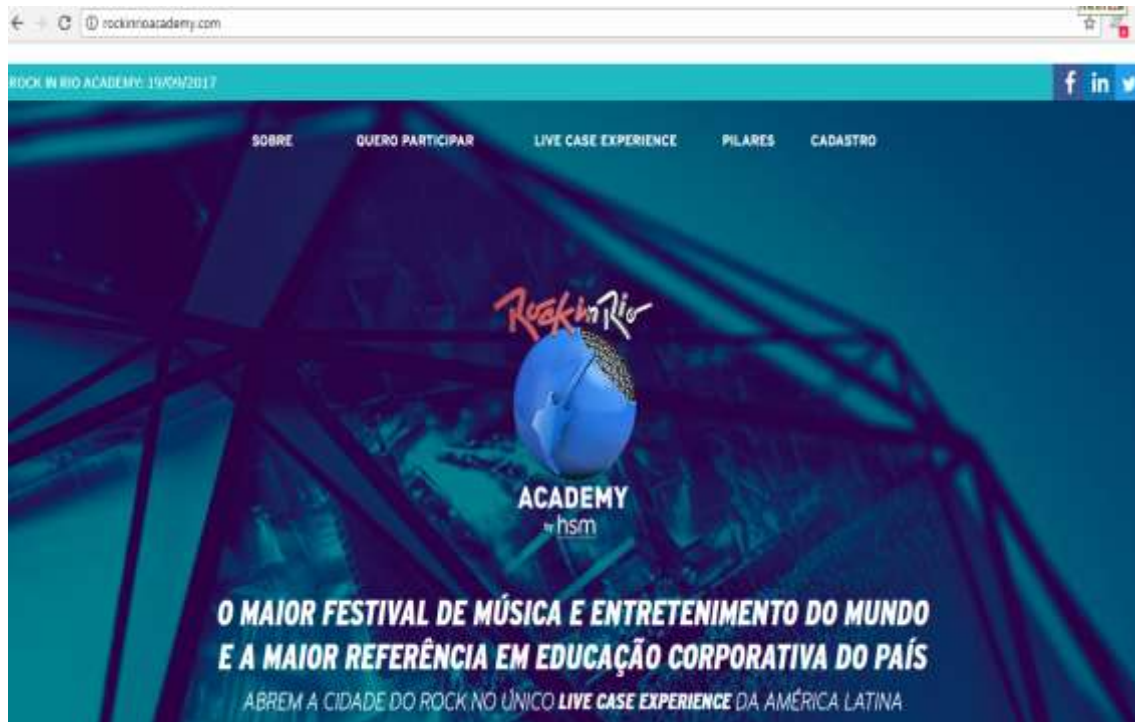 rockinrioacademy.com
ROCK IN RIO ACADEMY: 19/09/2017
f in
SOBRE QUERO PARTICIPAR LIVE CASE EXPERIENCE PILARES CADASTRO
Rock in Rio
ACADEMY
by hsm
O MAIOR FESTIVAL DE MÚSICA E ENTRETENIMENTO DO MUNDO
E A MAIOR REFERÊNCIA EM EDUCAÇÃO CORPORATIVA DO PAÍS
ABREM A CIDADE DO ROCK NO ÚNICO LIVE CASE EXPERIENCE DA AMÉRICA LATINA